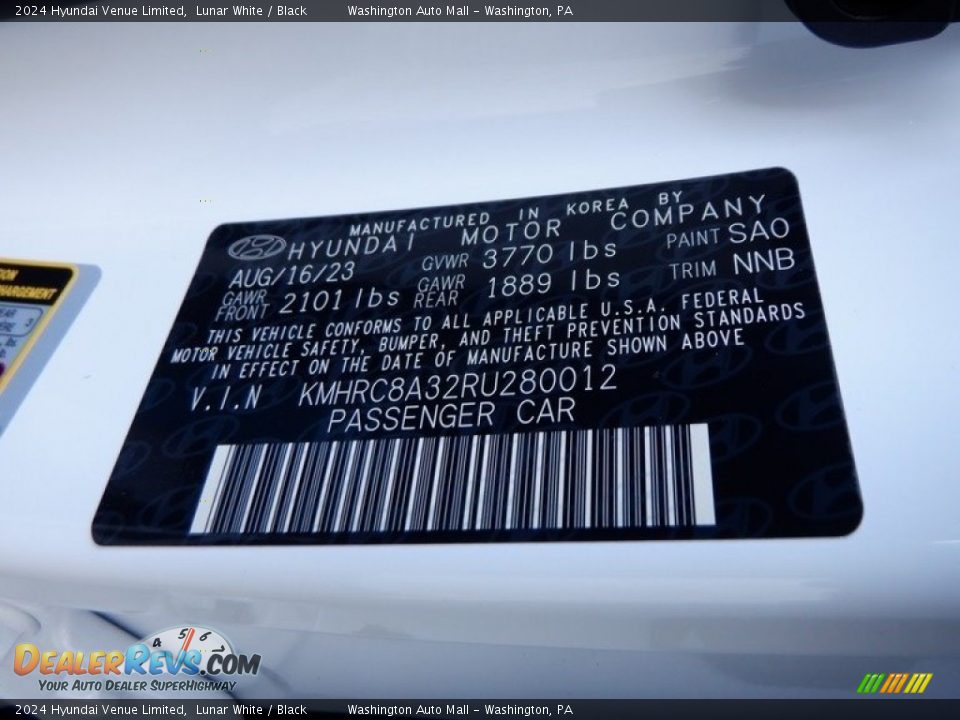 2024 Hyundai Venue Limited, Lunar White / Black Washington Auto Mall - Washington, PA
MANUFACTURED IN KOREA BY
HYUNDAI MOTOR COMPANY
AUG/16/23 GVWR 3770 lbs PAINT SAO
GAWR FRONT 2101 lbs GAWR REAR 1889 lbs TRIM NNB
THIS VEHICLE CONFORMS TO ALL APPLICABLE U.S.A. FEDERAL
MOTOR VEHICLE SAFETY, BUMPER, AND THEFT PREVENTION STANDARDS
IN EFFECT ON THE DATE OF MANUFACTURE SHOWN ABOVE
V.I.N KMHRC8A32RU280012
PASSENGER CAR
4 5 6
DEALERREVS.COM
YOUR AUTO DEALER SUPERHIGHWAY
2024 Hyundai Venue Limited, Lunar White / Black Washington Auto Mall - Washington, PA